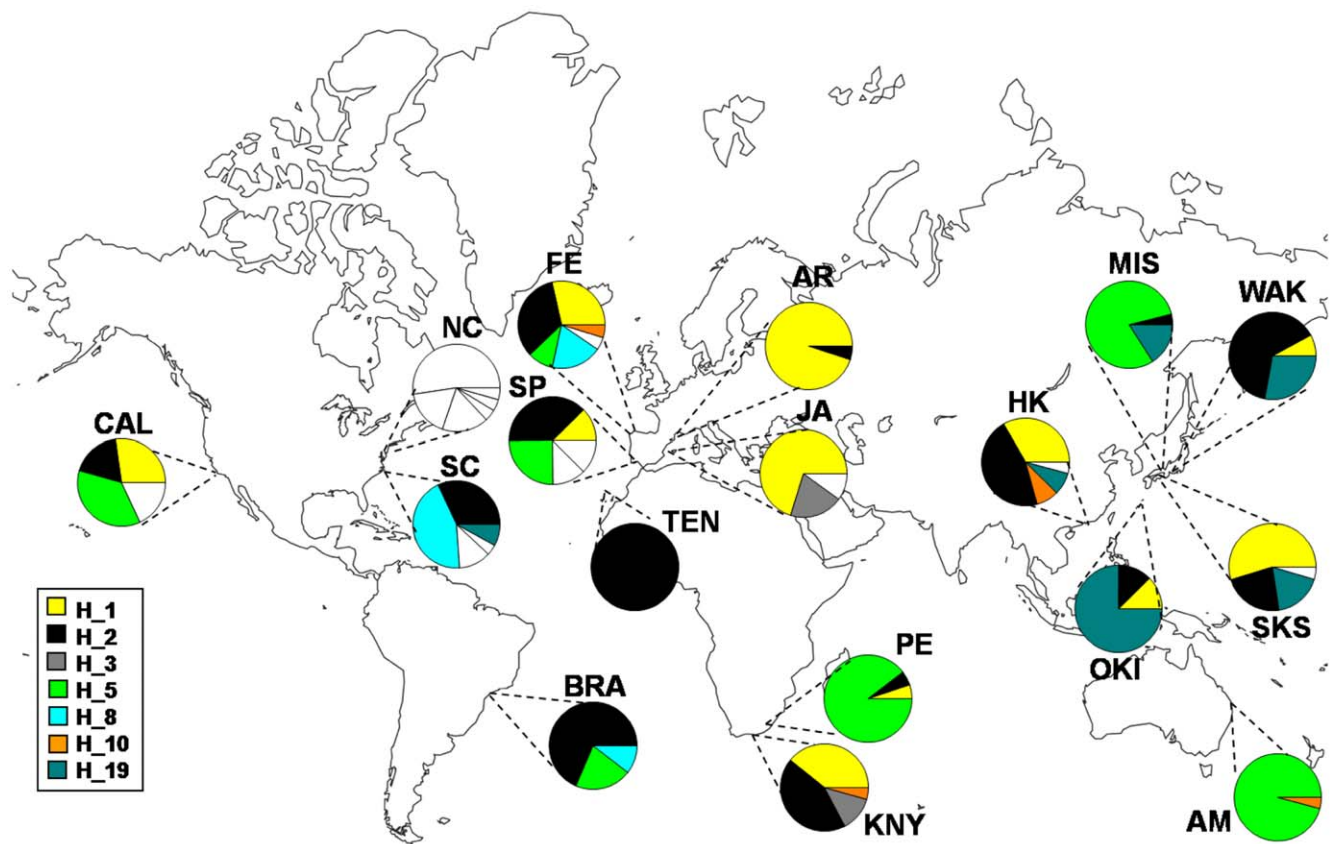 FE
AR
MIS
WAK
NC
SP
JA
HK
CAL
SC
TEN
SKS
OKI
PE
BRA
KNY
AM
H_1
H_2
H_3
H_5
H_8
H_10
H_19